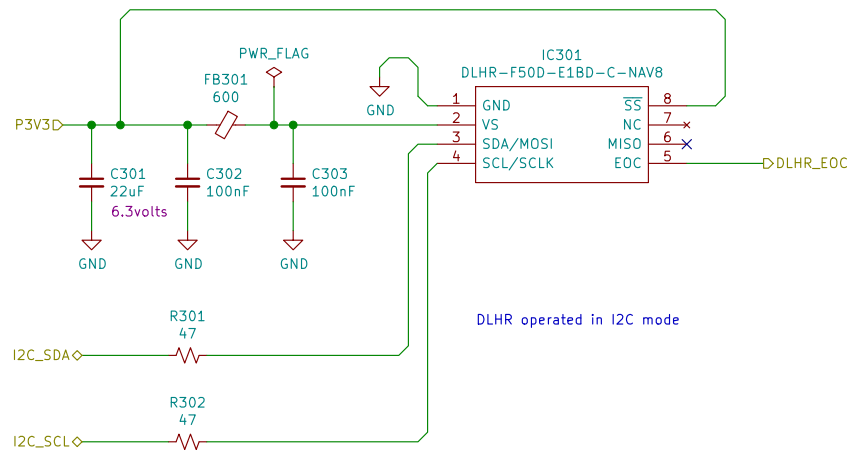 IC301
DLHR-F50D-E1BD-C-NAV8
PWR_FLAG
FB301
600
GND
1 GND
2 VS
3 SDA/MOSI
4 SCL/SCLK
SS 8
NC 7
MISO 6
EOC 5
P3V3
DLHR_EOC
C301
22uF
6.3volts
C302
100nF
C303
100nF
GND
GND
GND
R301
47
DLHR operated in I2C mode
I2C_SDA
R302
47
I2C_SCL